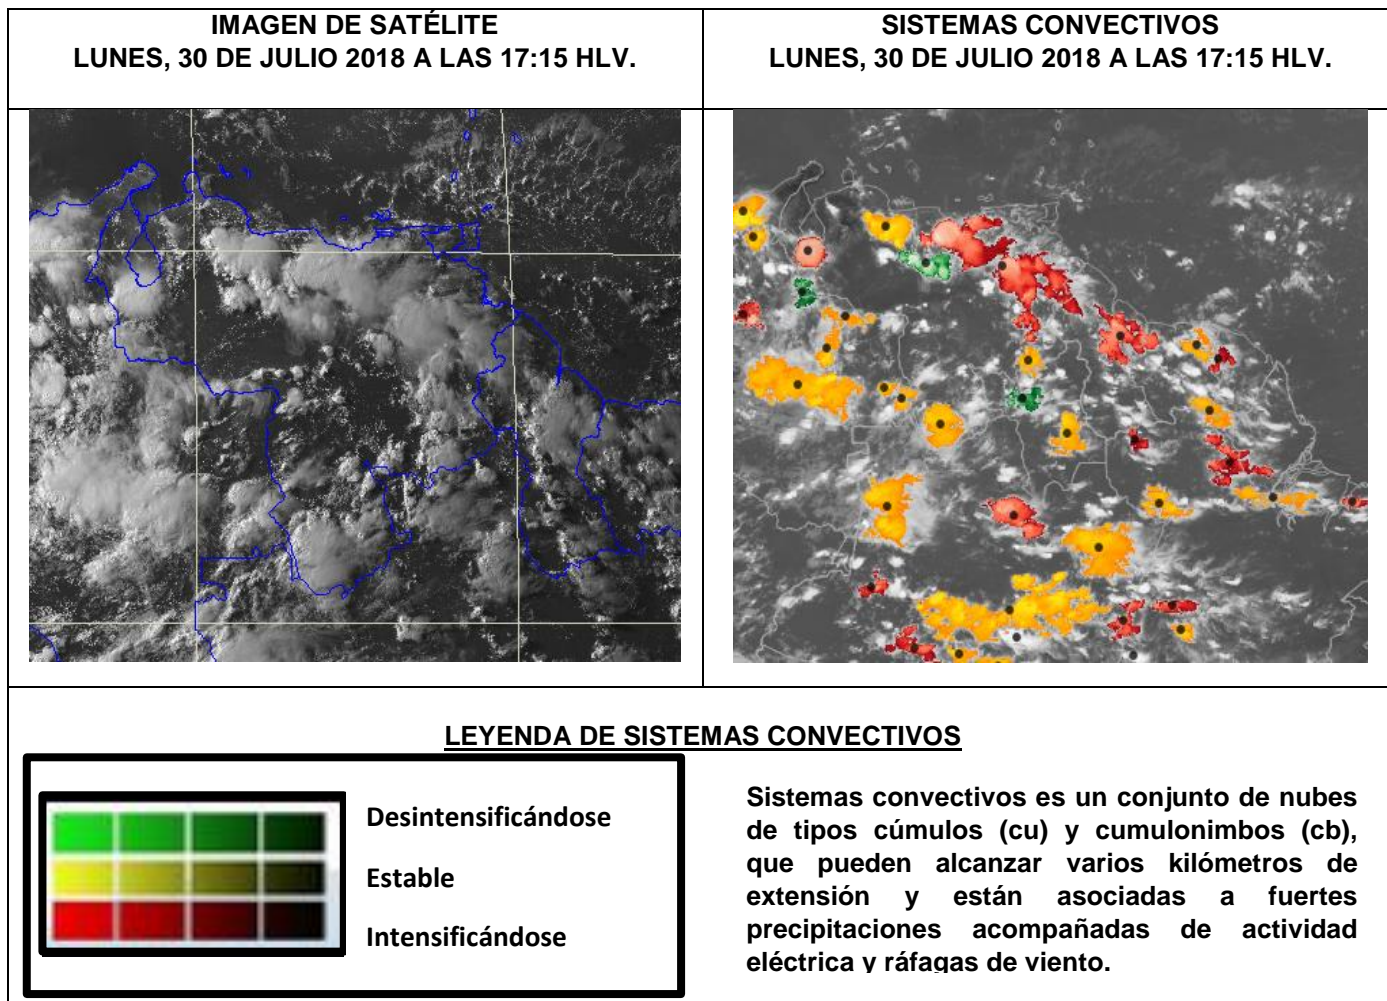 IMAGEN DE SATÉLITE
LUNES, 30 DE JULIO 2018 A LAS 17:15 HLV.
SISTEMAS CONVECTIVOS
LUNES, 30 DE JULIO 2018 A LAS 17:15 HLV.
LEYENDA DE SISTEMAS CONVECTIVOS
Desintensificándose
Estable
Intensificándose
Sistemas convectivos es un conjunto de nubes
de tipos cúmulos (cu) y cumulonimbos (cb),
que pueden alcanzar varios kilómetros de
extensión y están asociadas a fuertes
precipitaciones acompañadas de actividad
eléctrica y ráfagas de viento.